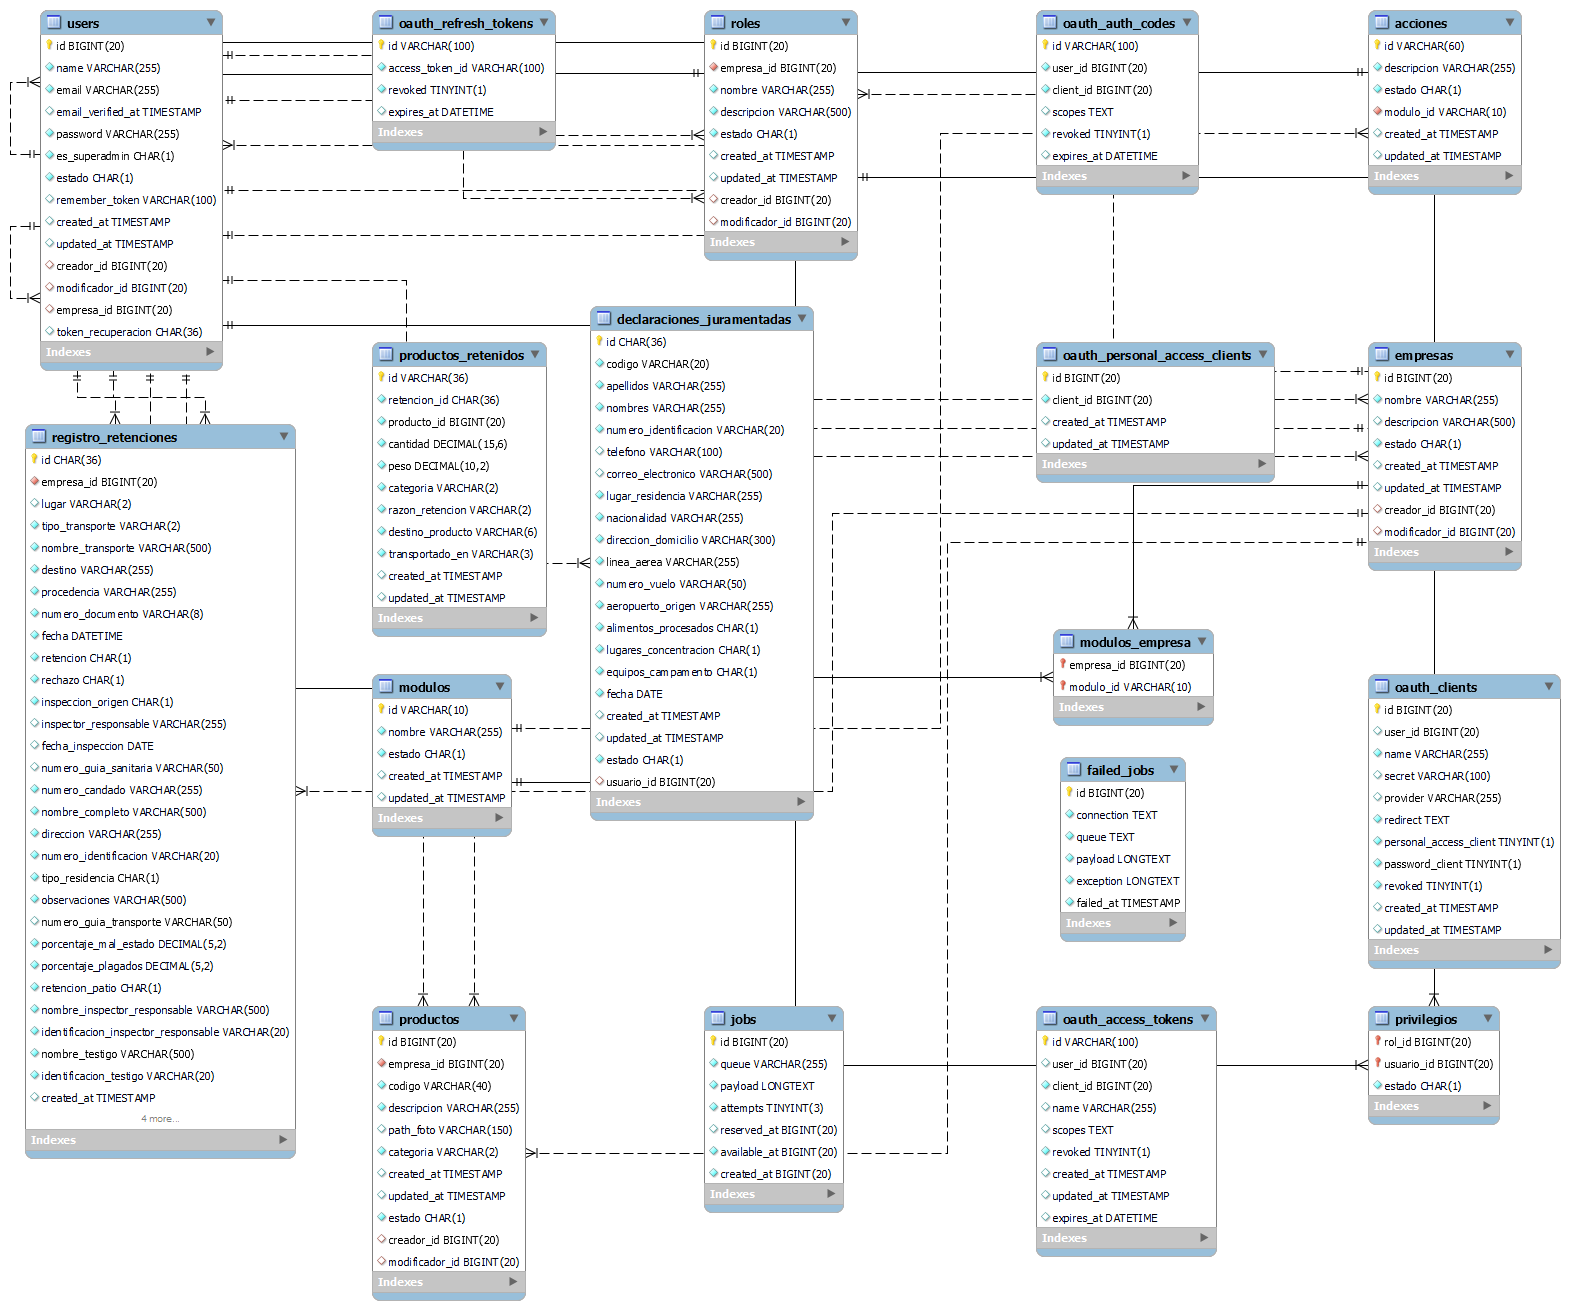 users
id BIGINT(20)
name VARCHAR(255)
email VARCHAR(255)
email_verified_at TIMESTAMP
password VARCHAR(255)
es_superadmin CHAR(1)
estado CHAR(1)
remember_token VARCHAR(100)
created_at TIMESTAMP
updated_at TIMESTAMP
creador_id BIGINT(20)
modificador_id BIGINT(20)
empresa_id BIGINT(20)
token_recuperacion CHAR(36)
Indexes
oauth_refresh_tokens
id VARCHAR(100)
access_token_id VARCHAR(100)
revoked TINYINT(1)
expires_at DATETIME
Indexes
roles
id BIGINT(20)
empresa_id BIGINT(20)
nombre VARCHAR(255)
descripcion VARCHAR(500)
estado CHAR(1)
created_at TIMESTAMP
updated_at TIMESTAMP
creador_id BIGINT(20)
modificador_id BIGINT(20)
Indexes
oauth_auth_codes
id VARCHAR(100)
user_id BIGINT(20)
client_id BIGINT(20)
scopes TEXT
revoked TINYINT(1)
expires_at DATETIME
Indexes
acciones
id VARCHAR(60)
descripcion VARCHAR(255)
estado CHAR(1)
modulo_id VARCHAR(10)
created_at TIMESTAMP
updated_at TIMESTAMP
Indexes
declaraciones_juramentadas
id CHAR(36)
codigo VARCHAR(20)
apellidos VARCHAR(255)
nombres VARCHAR(255)
numero_identificacion VARCHAR(20)
telefono VARCHAR(100)
correo_electronico VARCHAR(500)
lugar_residencia VARCHAR(255)
nacionalidad VARCHAR(255)
direccion_domicilio VARCHAR(300)
linea_aerea VARCHAR(255)
numero_vuelo VARCHAR(50)
aeropuerto_origen VARCHAR(255)
alimentos_procesados CHAR(1)
lugares_concentracion CHAR(1)
equipos_campamento CHAR(1)
fecha DATE
created_at TIMESTAMP
updated_at TIMESTAMP
estado CHAR(1)
usuario_id BIGINT(20)
Indexes
productos_retenidos
id VARCHAR(36)
retencion_id CHAR(36)
producto_id BIGINT(20)
cantidad DECIMAL(15,6)
peso DECIMAL(10,2)
categoria VARCHAR(2)
razon_retencion VARCHAR(2)
destino_producto VARCHAR(6)
transportado_en VARCHAR(3)
created_at TIMESTAMP
updated_at TIMESTAMP
Indexes
oauth_personal_access_clients
id BIGINT(20)
client_id BIGINT(20)
created_at TIMESTAMP
updated_at TIMESTAMP
Indexes
empresas
id BIGINT(20)
nombre VARCHAR(255)
descripcion VARCHAR(500)
estado CHAR(1)
created_at TIMESTAMP
updated_at TIMESTAMP
creador_id BIGINT(20)
modificador_id BIGINT(20)
Indexes
registro_retenciones
id CHAR(36)
empresa_id BIGINT(20)
lugar VARCHAR(2)
tipo_transporte VARCHAR(2)
nombre_transporte VARCHAR(500)
destino VARCHAR(255)
procedencia VARCHAR(255)
numero_documento VARCHAR(8)
fecha DATETIME
retencion CHAR(1)
rechazo CHAR(1)
inspeccion_origen CHAR(1)
inspector_responsable VARCHAR(255)
fecha_inspeccion DATE
numero_guia_sanitaria VARCHAR(50)
numero_candado VARCHAR(255)
nombre_completo VARCHAR(500)
direccion VARCHAR(255)
numero_identificacion VARCHAR(20)
tipo_residencia CHAR(1)
observaciones VARCHAR(500)
numero_guia_transporte VARCHAR(50)
porcentaje_mal_estado DECIMAL(5,2)
porcentaje_plagados DECIMAL(5,2)
retencion_patio CHAR(1)
nombre_inspector_responsable VARCHAR(500)
identificacion_inspector_responsable VARCHAR(20)
nombre_testigo VARCHAR(500)
identificacion_testigo VARCHAR(20)
created_at TIMESTAMP
4 more...
Indexes
modulos_empresa
empresa_id BIGINT(20)
modulo_id VARCHAR(10)
Indexes
modulos
id VARCHAR(10)
nombre VARCHAR(255)
estado CHAR(1)
created_at TIMESTAMP
updated_at TIMESTAMP
Indexes
oauth_clients
id BIGINT(20)
user_id BIGINT(20)
name VARCHAR(255)
secret VARCHAR(100)
provider VARCHAR(255)
redirect TEXT
personal_access_client TINYINT(1)
password_client TINYINT(1)
revoked TINYINT(1)
created_at TIMESTAMP
updated_at TIMESTAMP
Indexes
failed_jobs
id BIGINT(20)
connection TEXT
queue TEXT
payload LONGTEXT
exception LONGTEXT
failed_at TIMESTAMP
Indexes
productos
id BIGINT(20)
empresa_id BIGINT(20)
codigo VARCHAR(40)
descripcion VARCHAR(255)
path_foto VARCHAR(150)
categoria VARCHAR(2)
created_at TIMESTAMP
updated_at TIMESTAMP
estado CHAR(1)
creador_id BIGINT(20)
modificador_id BIGINT(20)
Indexes
jobs
id BIGINT(20)
queue VARCHAR(255)
payload LONGTEXT
attempts TINYINT(3)
reserved_at BIGINT(20)
available_at BIGINT(20)
created_at BIGINT(20)
Indexes
oauth_access_tokens
id VARCHAR(100)
user_id BIGINT(20)
client_id BIGINT(20)
name VARCHAR(255)
scopes TEXT
revoked TINYINT(1)
created_at TIMESTAMP
updated_at TIMESTAMP
expires_at DATETIME
Indexes
privilegios
rol_id BIGINT(20)
usuario_id BIGINT(20)
estado CHAR(1)
Indexes